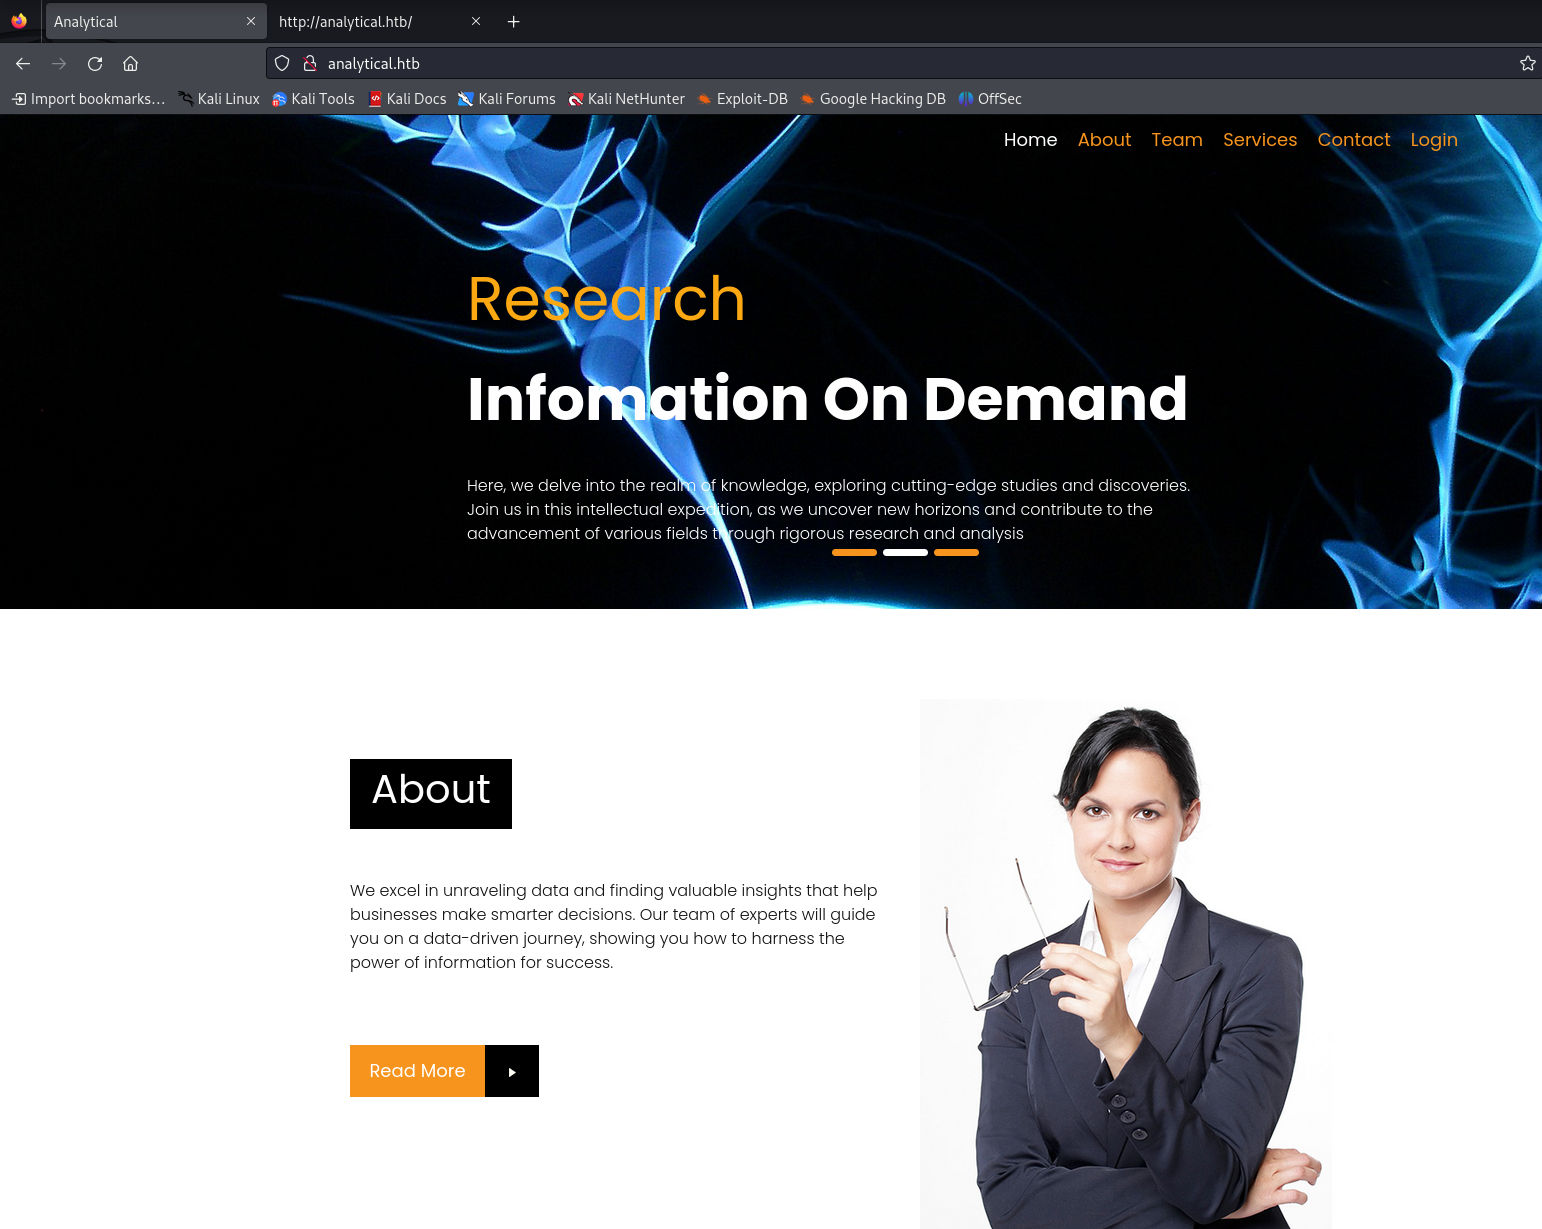 Analytical
http://analytical.htb/
analytical.htb
Import bookmarks...
Kali Linux
Kali Tools
Kali Docs
Kali Forums
Kali NetHunter
Exploit-DB
Google Hacking DB
OffSec
Home
About
Team
Services
Contact
Login
Research
Infomation On Demand
Here, we delve into the realm of knowledge, exploring cutting-edge studies and discoveries.
Join us in this intellectual expedition, as we uncover new horizons and contribute to the
advancement of various fields through rigorous research and analysis
About
We excel in unraveling data and finding valuable insights that help
businesses make smarter decisions. Our team of experts will guide
you on a data-driven journey, showing you how to harness the
power of information for success.
Read More